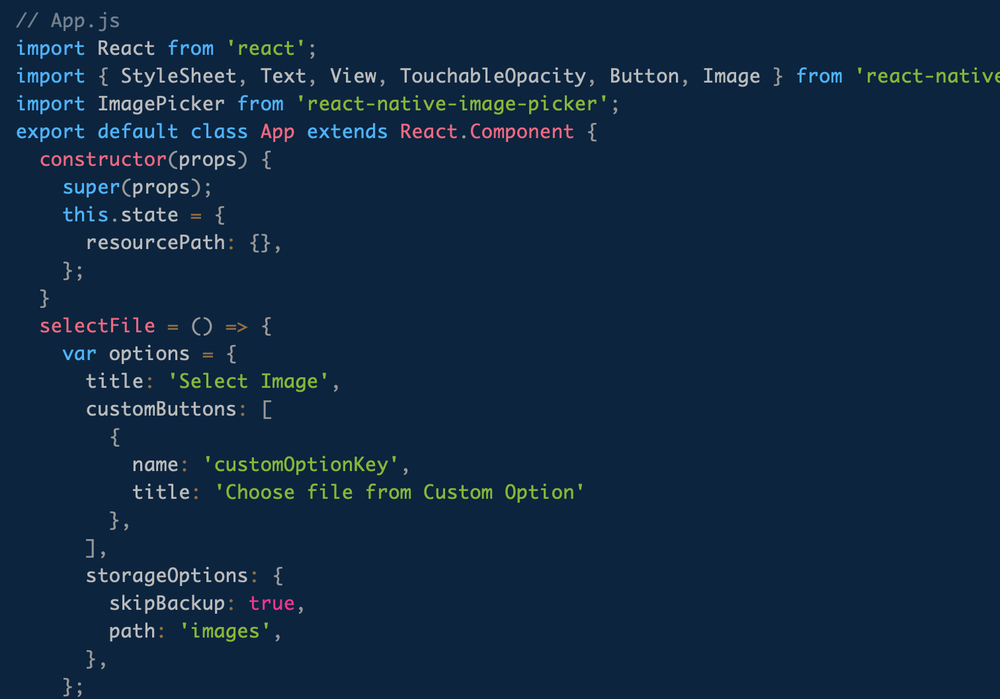 // App.js
import React from 'react';
import { StyleSheet, Text, View, TouchableOpacity, Button, Image } from 'react-native
import ImagePicker from 'react-native-image-picker';
export default class App extends React.Component {
  constructor(props) {
    super(props);
    this.state = {
      resourcePath: {},
    };
  }
  selectFile = () => {
    var options = {
      title: 'Select Image',
      customButtons: [
        {
          name: 'customOptionKey',
          title: 'Choose file from Custom Option'
        },
      ],
      storageOptions: {
        skipBackup: true,
        path: 'images',
      },
    };